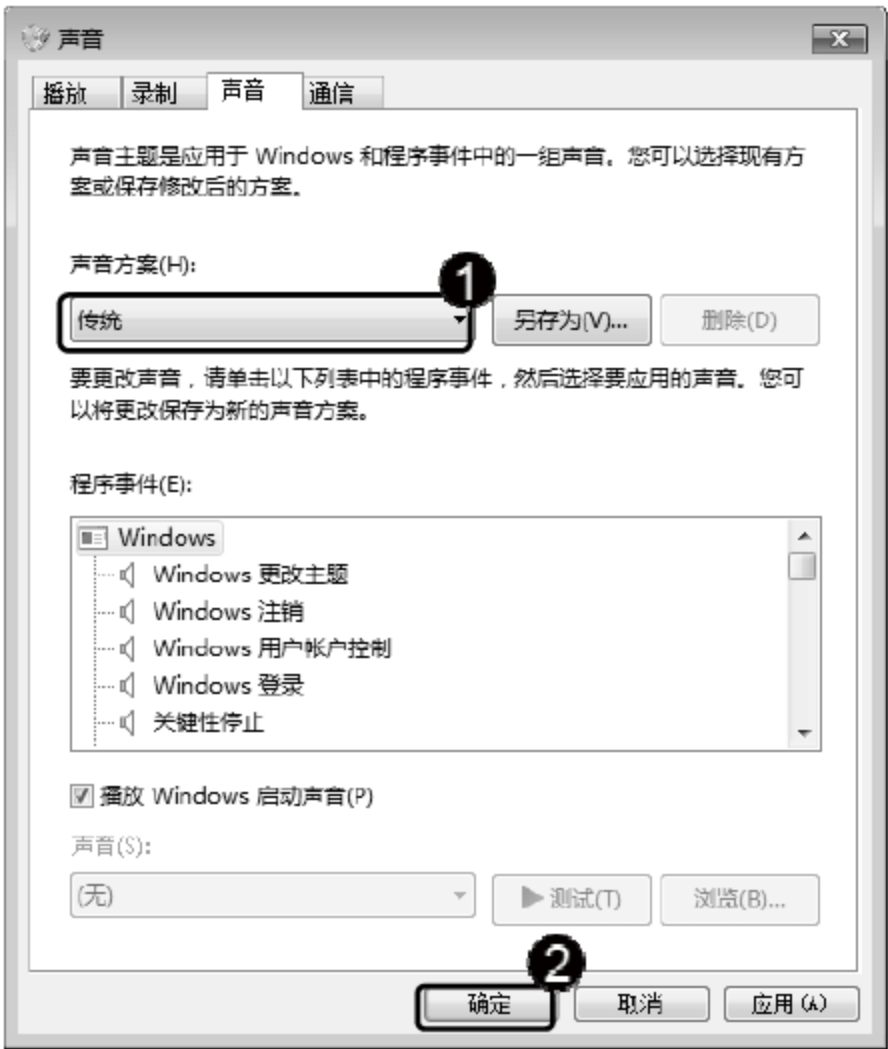 声音
播放 录制 声音 通信
声音主题是应用于 Windows 和程序事件中的一组声音。您可以选择现有方
案或保存修改后的方案。
声音方案(H):
1
传统 另存为(V)... 删除(D)
要更改声音，请单击以下列表中的程序事件，然后选择要应用的声音。您可
以将更改保存为新的声音方案。
程序事件(E):
Windows
Windows 更改主题
Windows 注销
Windows 用户帐户控制
Windows 登录
关键性停止
播放 Windows 启动声音(P)
声音(S):
(无) 测试(T) 浏览(B)...
2
确定 取消 应用(A)